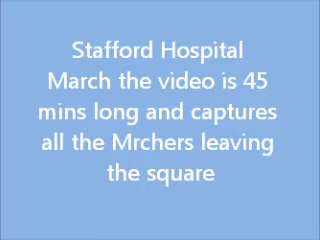 Stafford Hospital
March the video is 45
mins long and captures
all the Mrchers leaving
the square